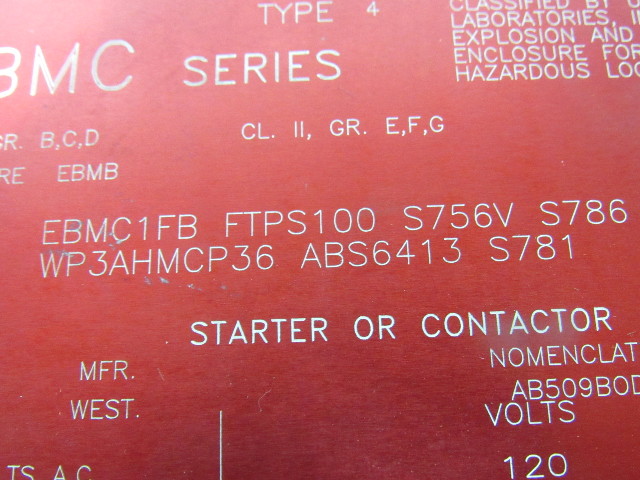 TYPE 4
CLASSIFIED BY U
LABORATORIES, I
EXPLOSION AND
ENCLOSURE FOR
HAZARDOUS LOC
BMC SERIES
GR. B,C,D
CL. II, GR. E,F,G
RE EBMB
EBMC1FB FTPS100 S756V S786
WP3AHMCP36 ABS6413 S781
STARTER OR CONTACTOR
MFR.
NOMENCLAT
WEST.
AB509BOD
VOLTS
TS A.C.
120